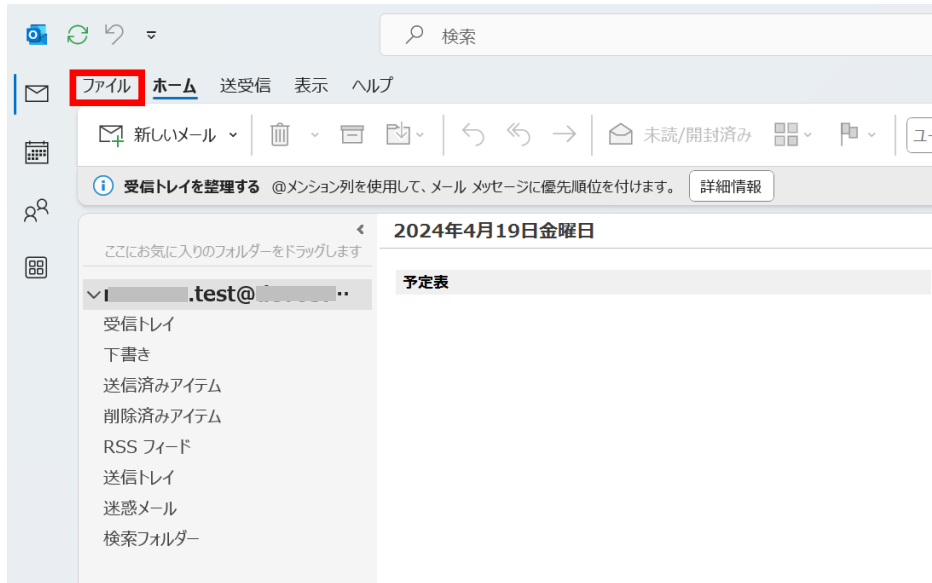 検索
ファイル ホーム 送受信 表示 ヘルプ
新しいメール 未読/開封済み ユー
受信トレイを整理する @メンション列を使用して、メール メッセージに優先順位を付けます。 詳細情報
ここにお気に入りのフォルダーをドラッグします
2024年4月19日金曜日
予定表
.test@
受信トレイ
下書き
送信済みアイテム
削除済みアイテム
RSS フィード
送信トレイ
迷惑メール
検索フォルダー